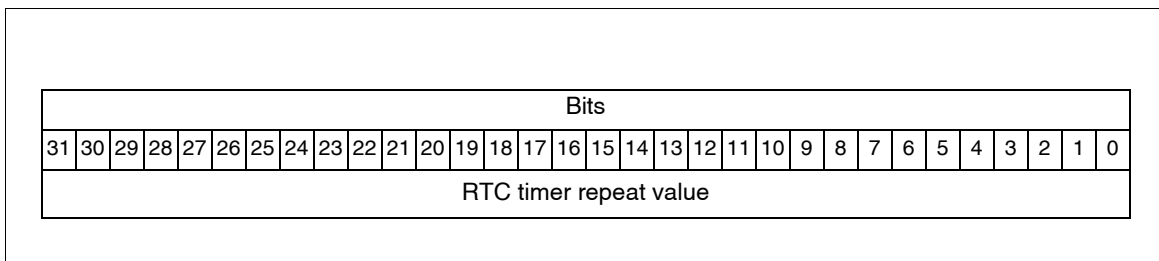 Bits
31 30 29 28 27 26 25 24 23 22 21 20 19 18 17 16 15 14 13 12 11 10 9 8 7 6 5 4 3 2 1 0
RTC timer repeat value